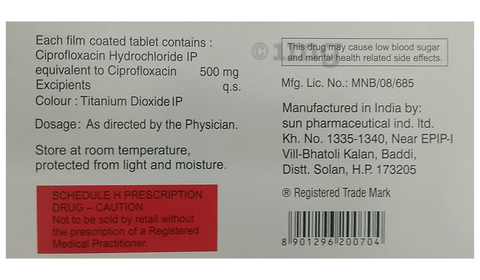 Each film coated tablet contains :
Ciprofloxacin Hydrochloride IP
equivalent to Ciprofloxacin 500 mg
Excipients q.s.
Colour : Titanium Dioxide IP
Dosage: As directed by the Physician.
Store at room temperature,
protected from light and moisture.
SCHEDULE H PRESCRIPTION
DRUG – CAUTION
Not to be sold by retail without
the prescription of a Registered
Medical Practitioner.
©1mg
This drug may cause low blood sugar
and mental health related side effects.
Mfg. Lic. No.: MNB/08/685
Manufactured in India by:
sun pharmaceutical ind. ltd.
Kh. No. 1335-1340, Near EPIP-I
Vill-Bhatoli Kalan, Baddi,
Distt. Solan, H.P. 173205
® Registered Trade Mark
8 901296 200704